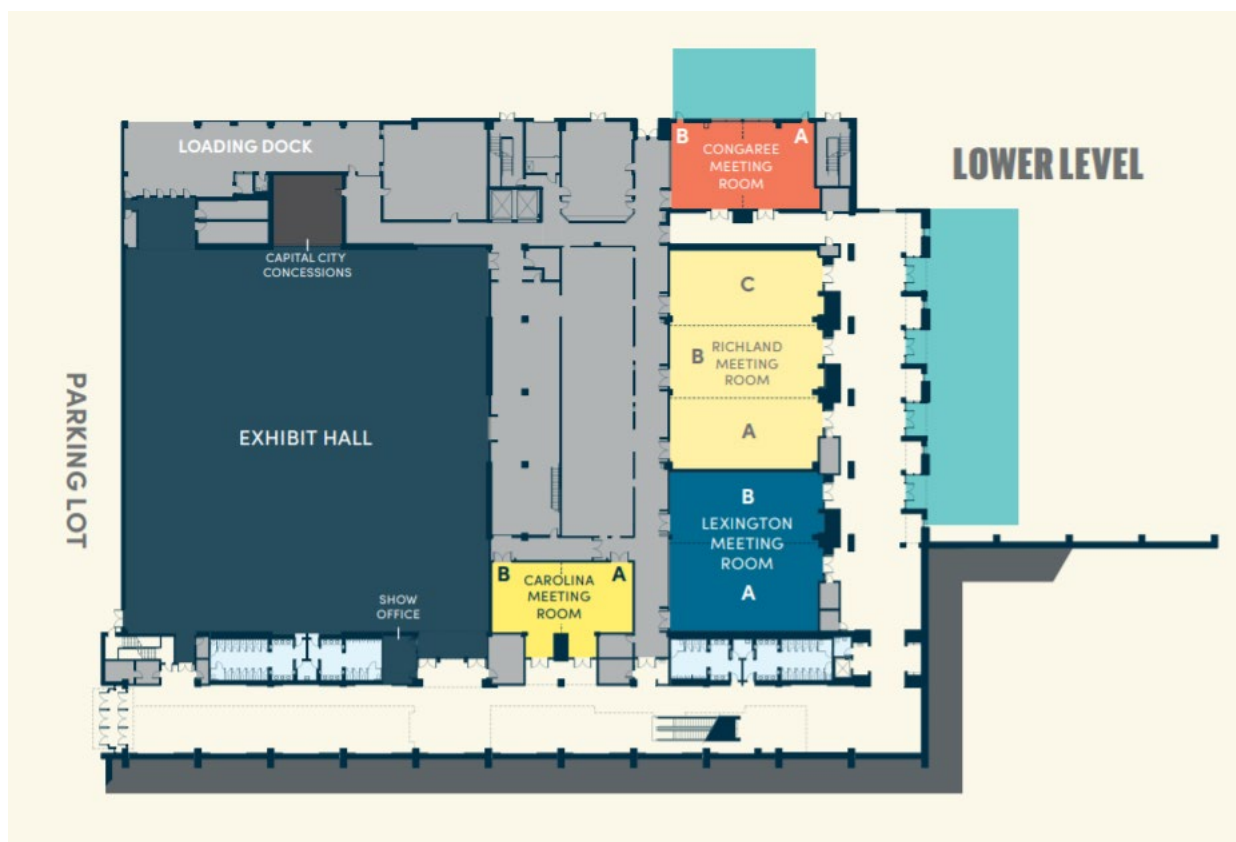 LOADING DOCK
B
A
CONGAREE
MEETING
ROOM
LOWER LEVEL
CAPITAL CITY
CONCESSIONS
C
B
RICHLAND
MEETING
ROOM
A
PARKING LOT
EXHIBIT HALL
B
LEXINGTON
MEETING
ROOM
A
B
A
CAROLINA
MEETING
ROOM
SHOW
OFFICE